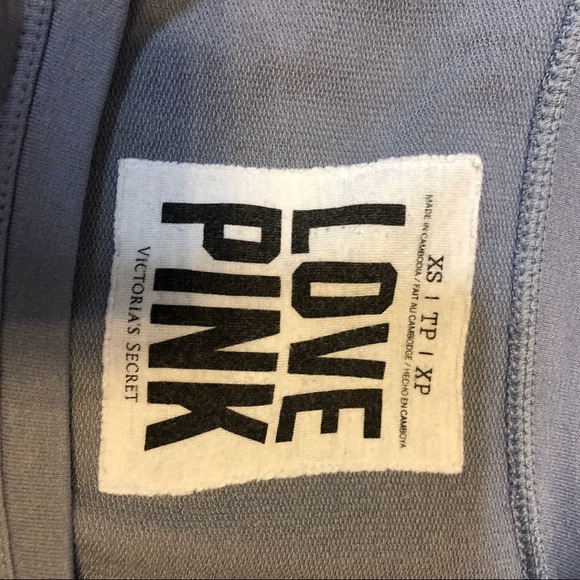 XS | TP | XP
MADE IN CAMBODIA / FAIT AU CAMBODGE / HECHO EN CAMBOYA
LOVE
PINK
VICTORIA'S SECRET